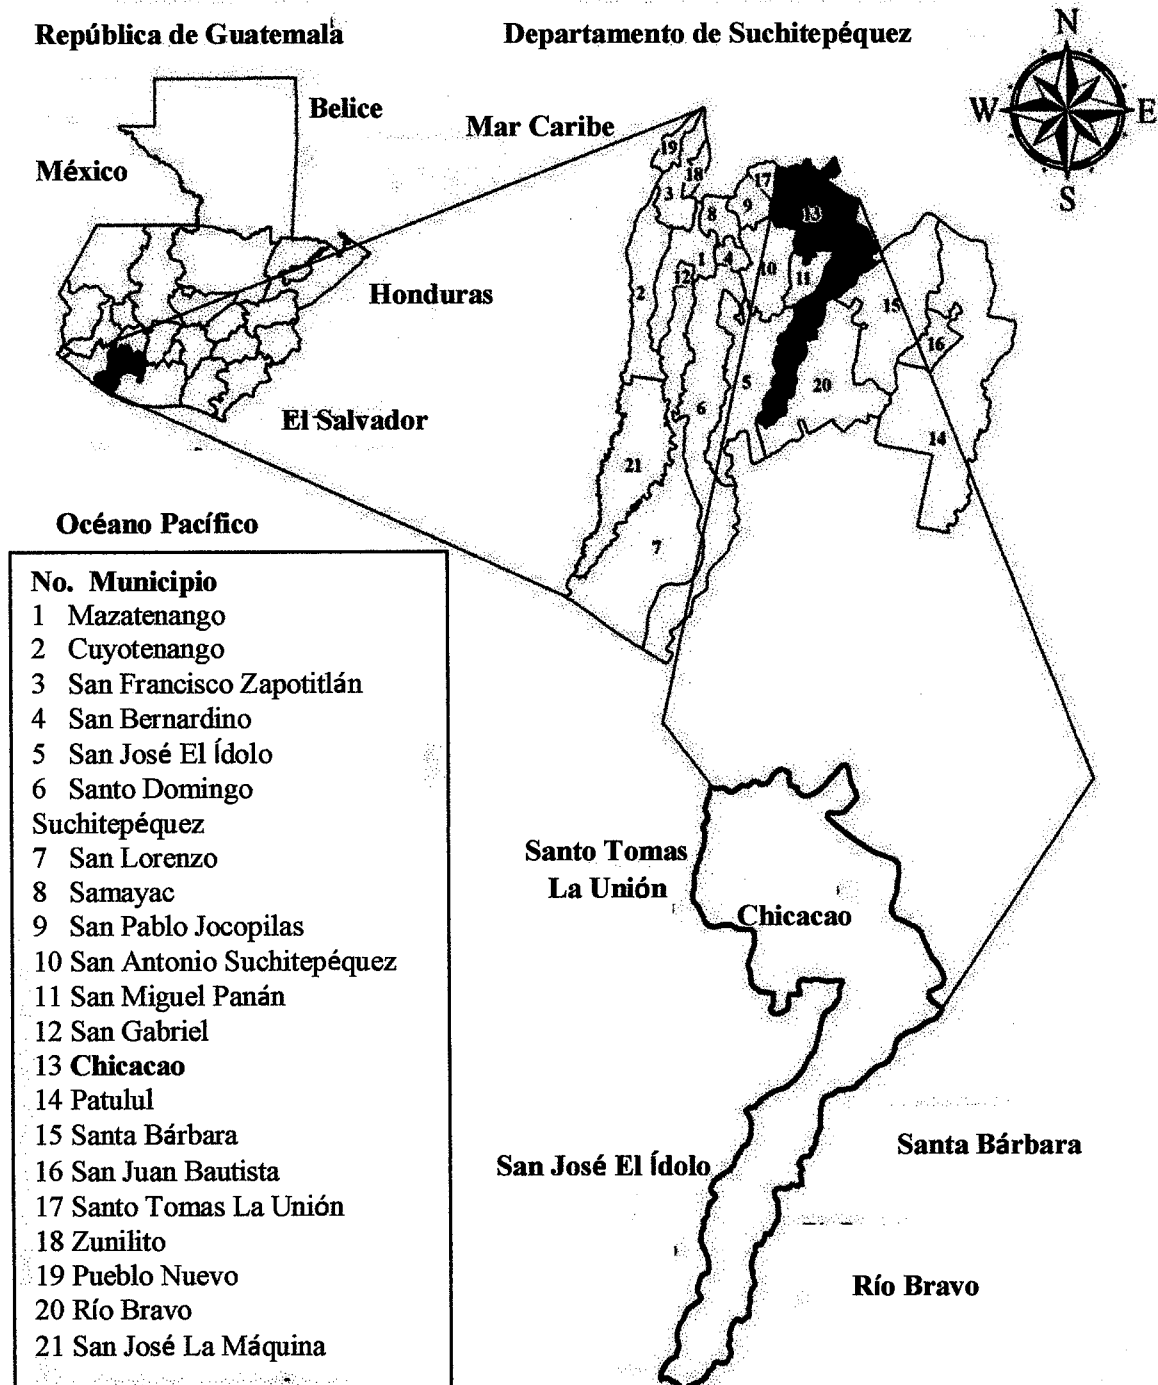 República de Guatemala
Departamento de Suchitepéquez
N
W
E
S
Belice
Mar Caribe
México
Honduras
El Salvador
Océano Pacífico
19
18
3
17
13
9
8
1
4
10
11
12
2
15
16
5
20
6
14
21
7
No. Municipio
1 Mazatenango
2 Cuyotenango
3 San Francisco Zapotitlán
4 San Bernardino
5 San José El Ídolo
6 Santo Domingo
Suchitepéquez
7 San Lorenzo
8 Samayac
9 San Pablo Jocopilas
10 San Antonio Suchitepéquez
11 San Miguel Panán
12 San Gabriel
13 Chicacao
14 Patulul
15 Santa Bárbara
16 San Juan Bautista
17 Santo Tomas La Unión
18 Zunilito
19 Pueblo Nuevo
20 Río Bravo
21 San José La Máquina
Santo Tomas
La Unión
Chicacao
San José El Ídolo
Santa Bárbara
Río Bravo